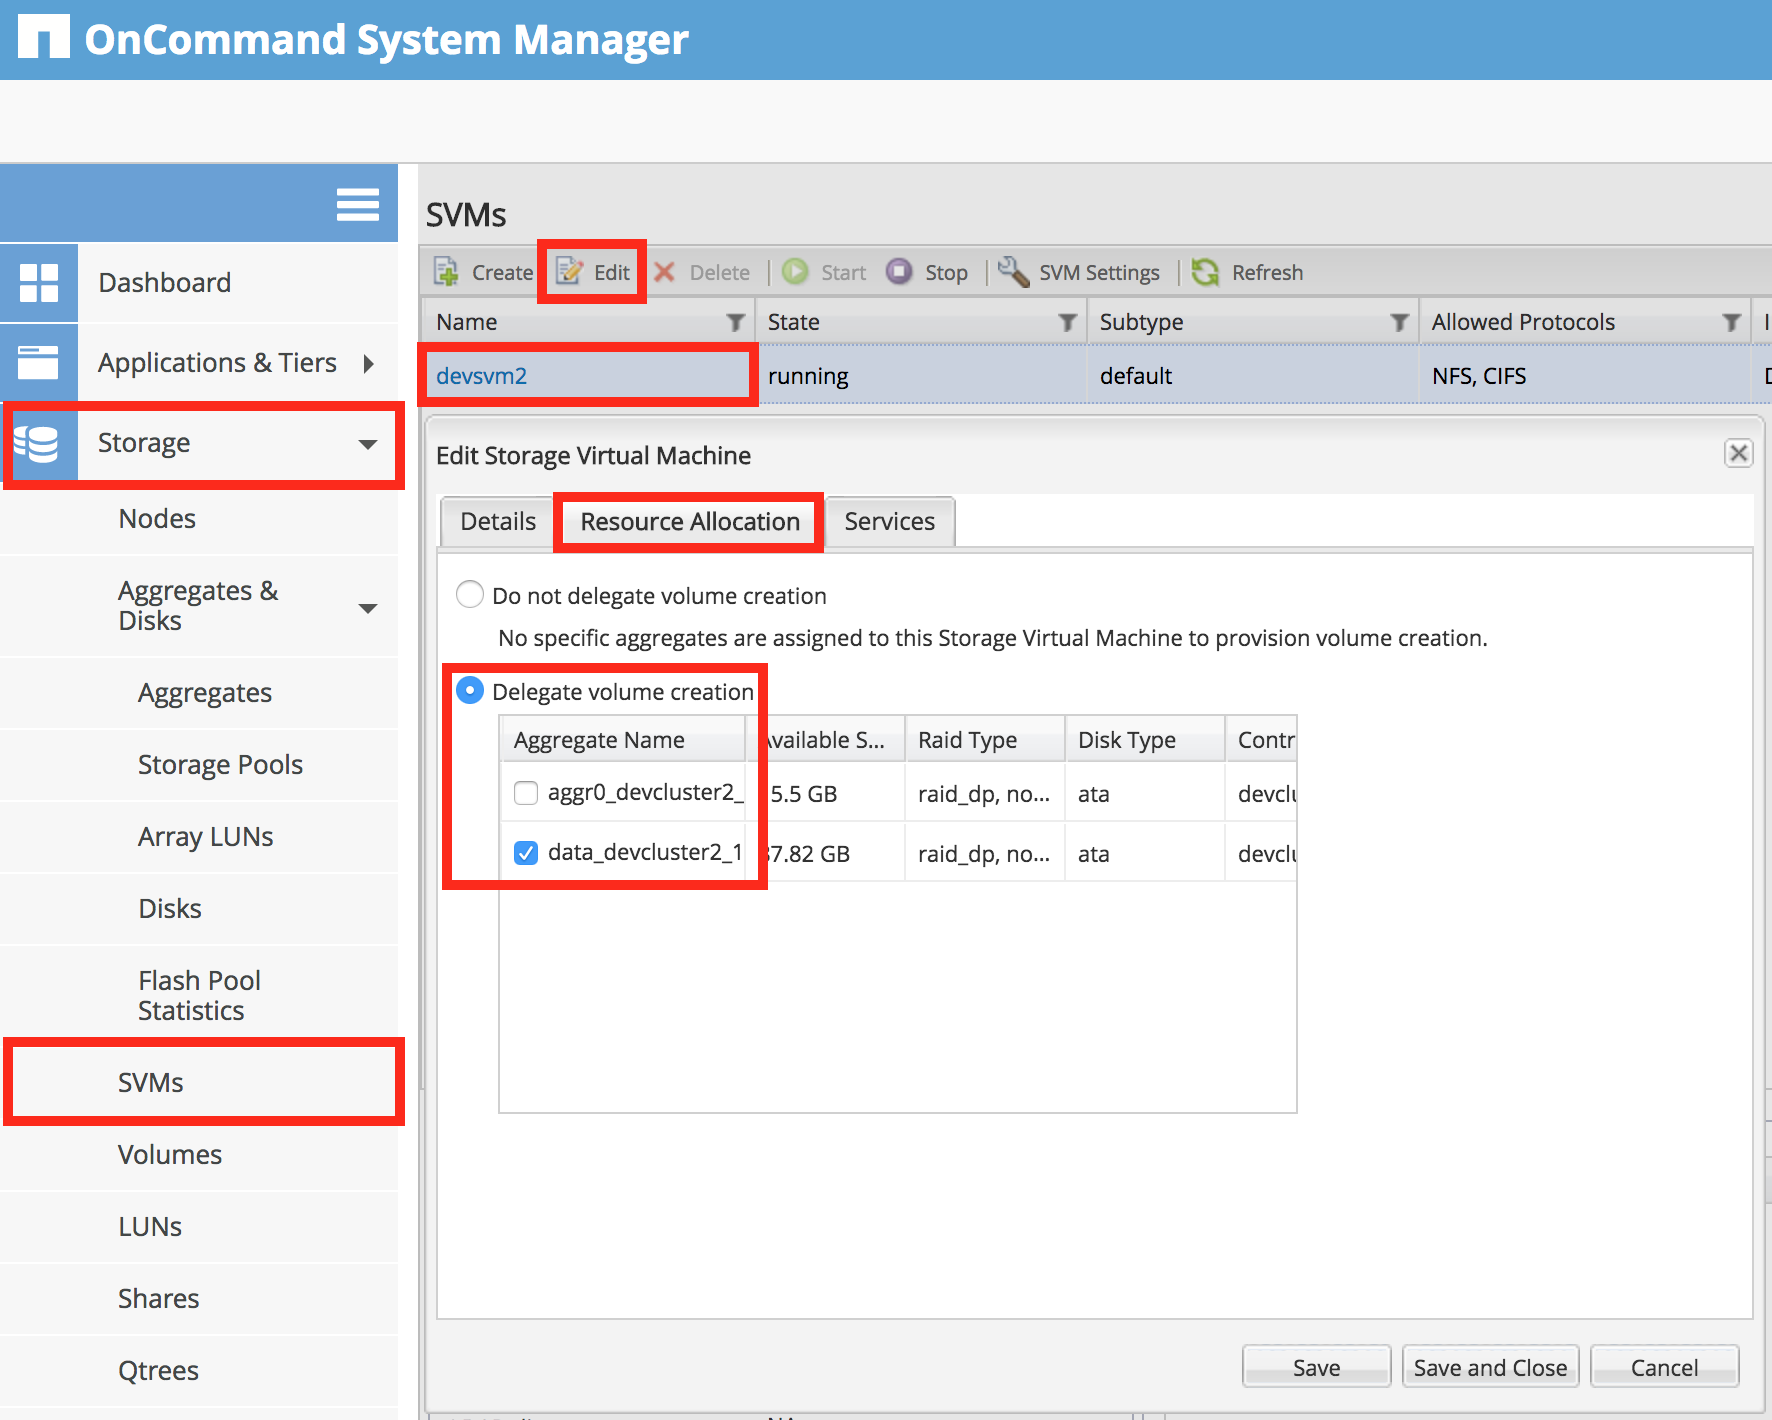 OnCommand System Manager
SVMs
Create Edit Delete Start Stop SVM Settings Refresh
Name State Subtype Allowed Protocols
devsvm2 running default NFS, CIFS
Dashboard
Applications & Tiers
Storage
Nodes
Aggregates &
Disks
Aggregates
Storage Pools
Array LUNs
Disks
Flash Pool
Statistics
SVMs
Volumes
LUNs
Shares
Qtrees
Edit Storage Virtual Machine
Details Resource Allocation Services
Do not delegate volume creation
No specific aggregates are assigned to this Storage Virtual Machine to provision volume creation.
Delegate volume creation
Aggregate Name Available S... Raid Type Disk Type Contr
aggr0_devcluster2_ 5.5 GB raid_dp, no... ata devclu
data_devcluster2_1 87.82 GB raid_dp, no... ata devclu
Save Save and Close Cancel